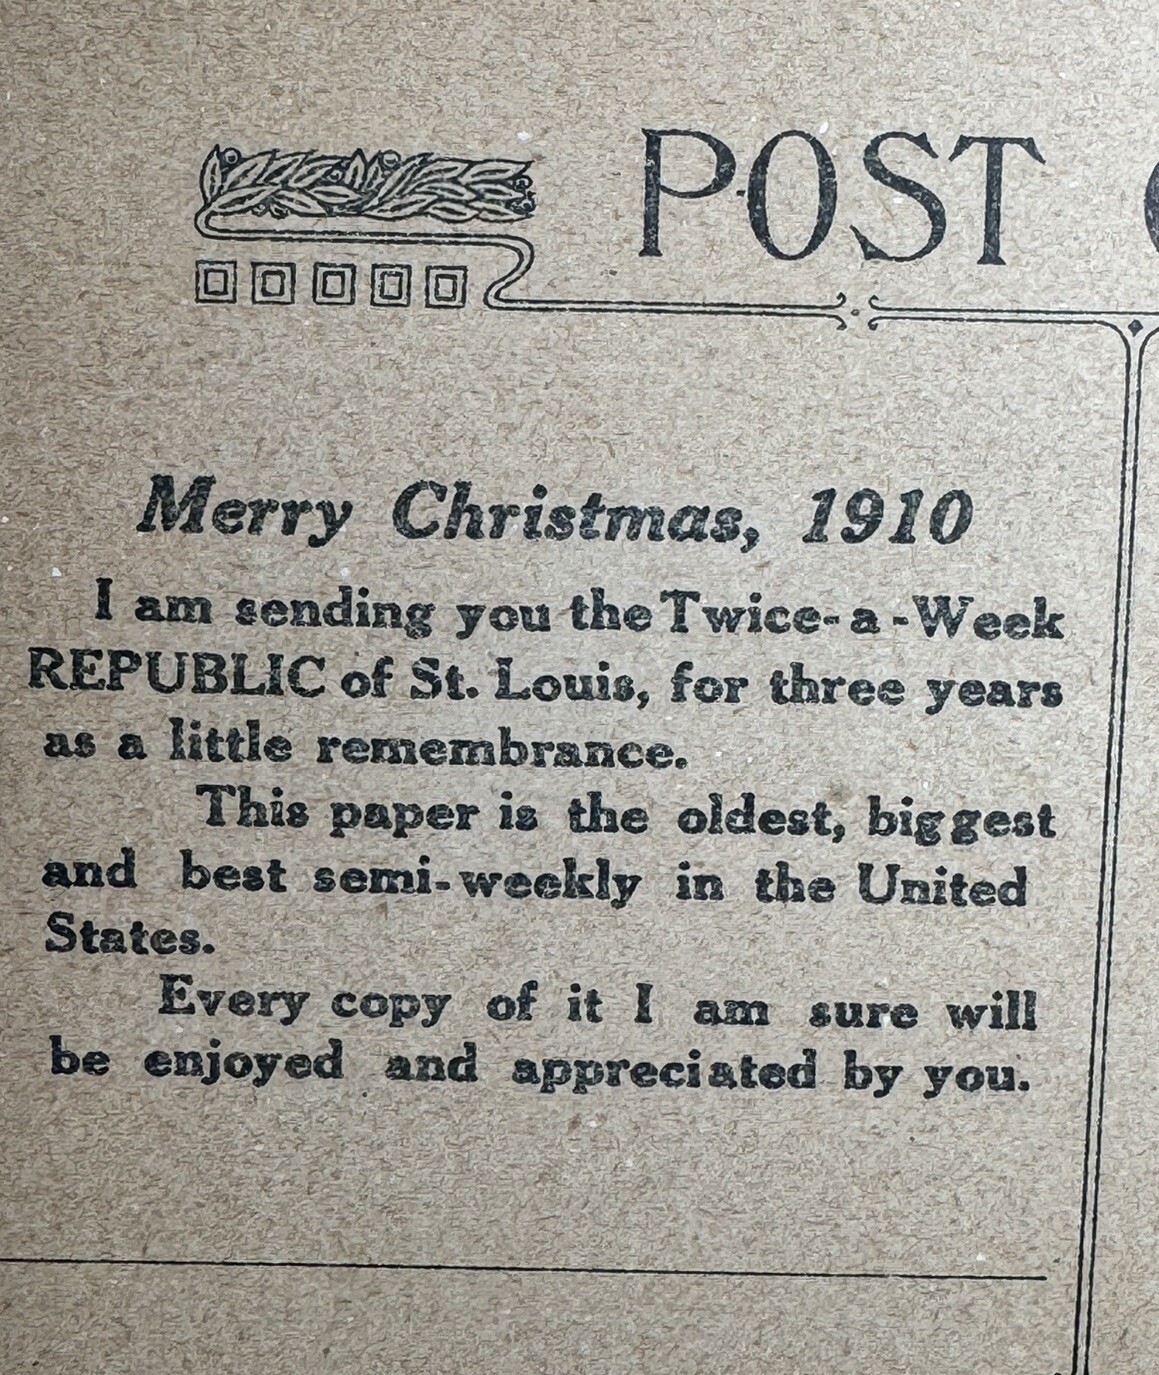 POST
Merry Christmas, 1910
I am sending you the Twice-a-Week
REPUBLIC of St. Louis, for three years
as a little remembrance.
This paper is the oldest, biggest
and best semi-weekly in the United
States.
Every copy of it I am sure will
be enjoyed and appreciated by you.